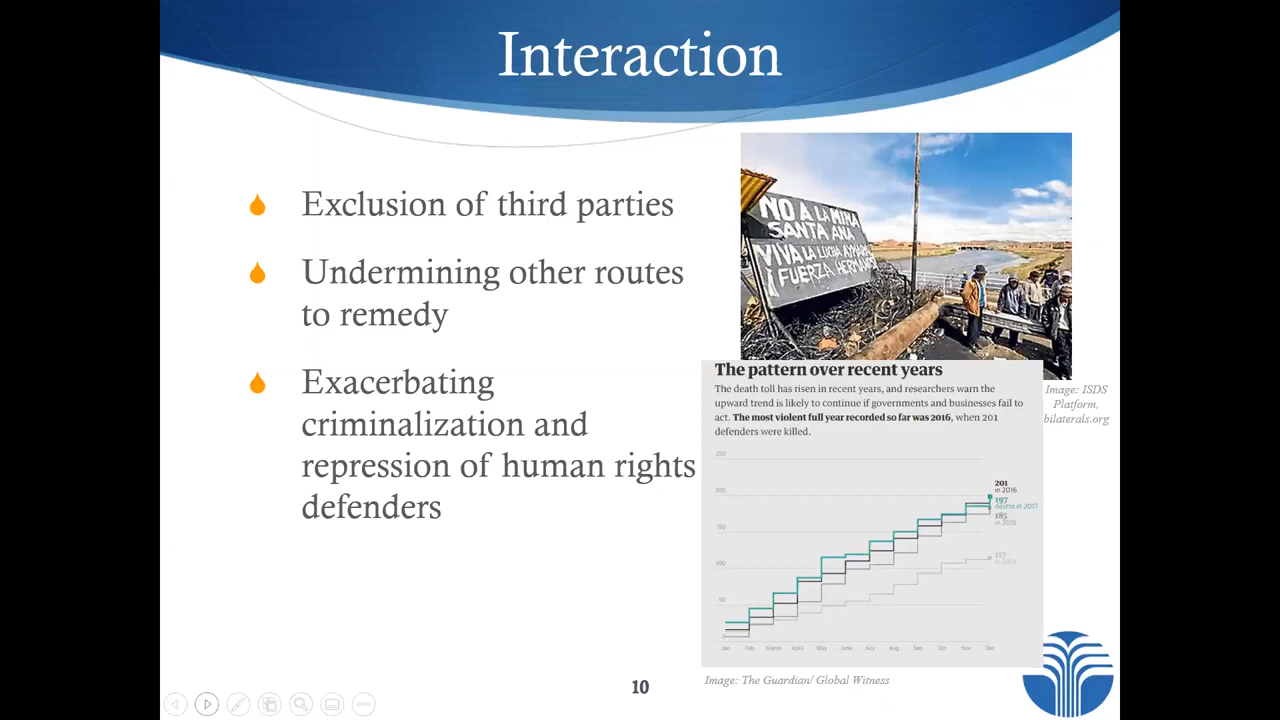 Interaction
Exclusion of third parties
Undermining other routes
to remedy
Exacerbating
criminalization and
repression of human rights
defenders
NO A LA MINA
SANTA ANA
VIVA LA LUCHA AYMARA
¡FUERZA HERMANOS
Image: ISDS
Platform,
bilaterals.org
The pattern over recent years
The death toll has risen in recent years, and researchers warn the
upward trend is likely to continue if governments and businesses fail to
act. The most violent full year recorded so far was 2016, when 201
defenders were killed.
250
200
150
100
50
0
201
in 2016
197
deaths in 2017
185
in 2015
117
in 2014
Jan Feb March April May June July Aug Sep Oct Nov Dec
Image: The Guardian/ Global Witness
10